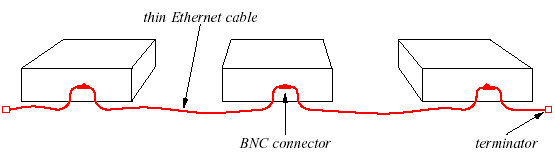 thin Ethernet cable
BNC connector
terminator